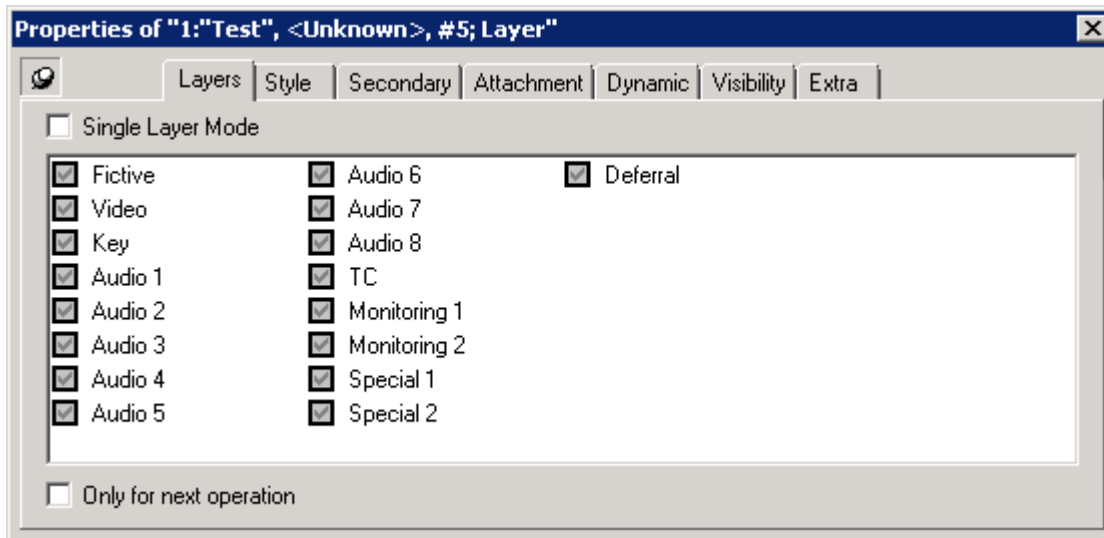 Properties of "1:"Test", <Unknown>, #5; Layer"
Layers Style Secondary Attachment Dynamic Visibility Extra
Single Layer Mode
Fictive Audio 6 Deferral
Video Audio 7
Key Audio 8
Audio 1 TC
Audio 2 Monitoring 1
Audio 3 Monitoring 2
Audio 4 Special 1
Audio 5 Special 2
Only for next operation